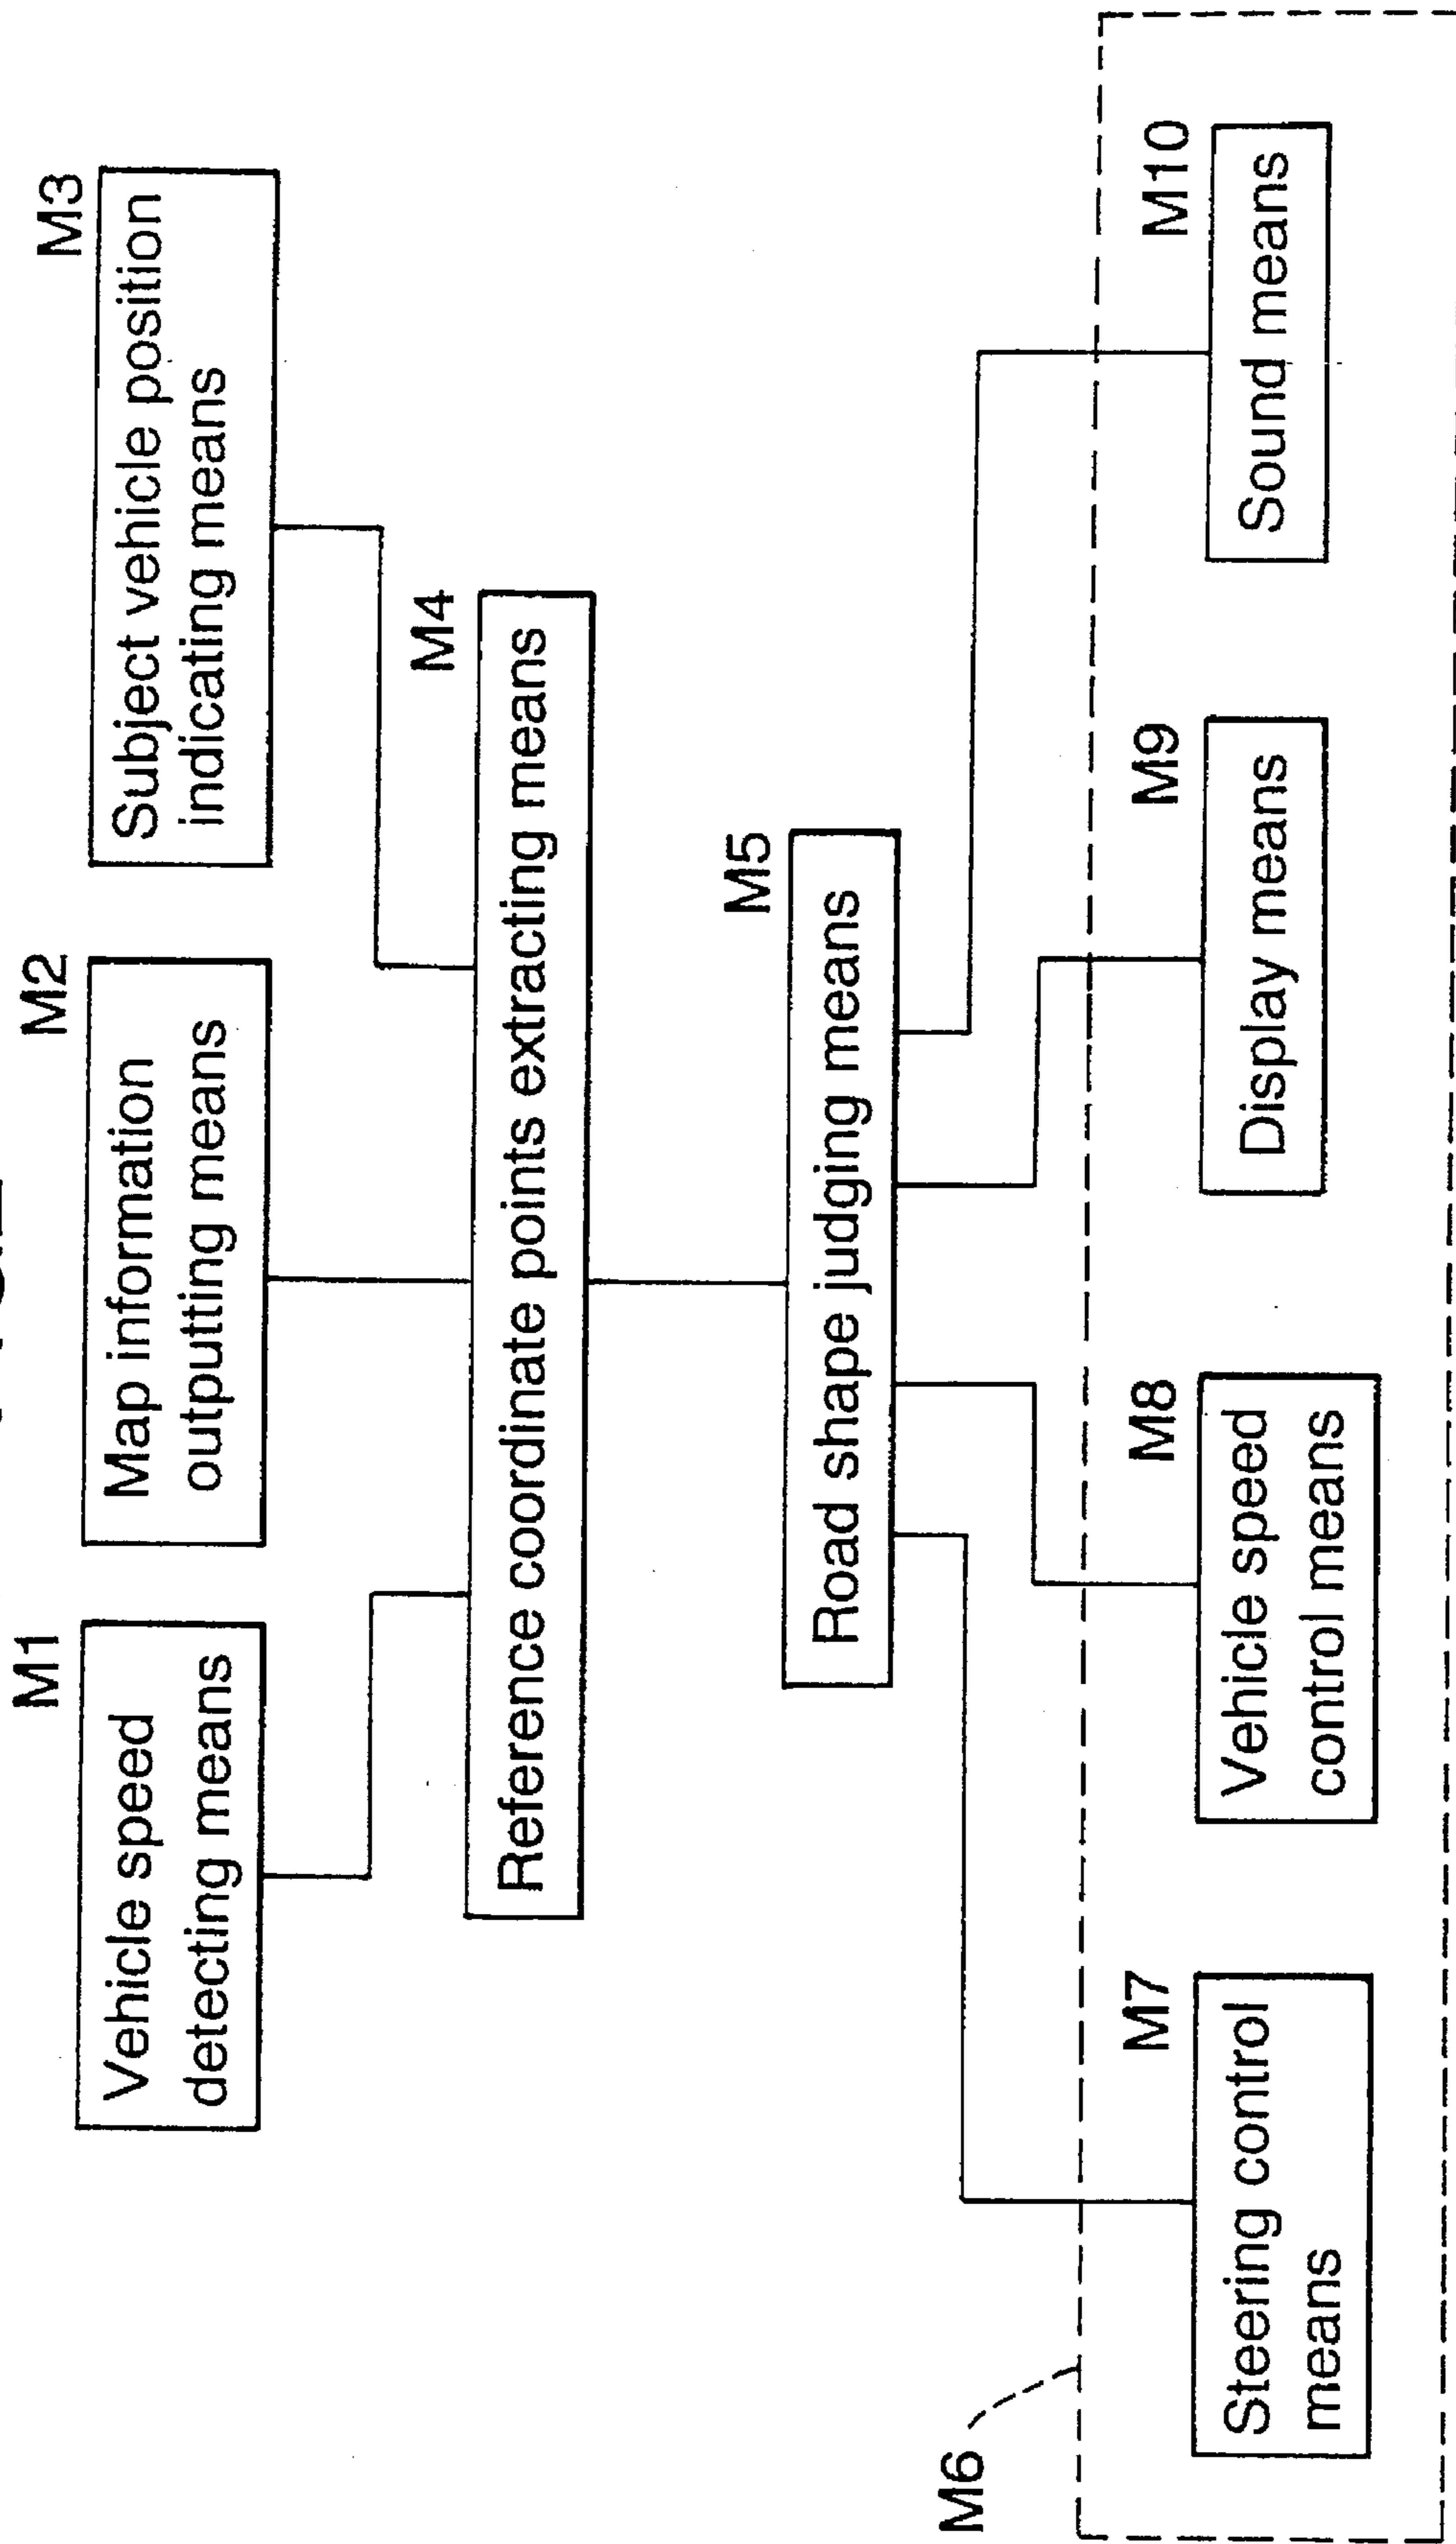 M1
Vehicle speed
detecting means
M2
Map information
outputting means
M3
Subject vehicle position
indicating means
M4
Reference coordinate points extracting means
M5
Road shape judging means
M6
M7
Steering control
means
M8
Vehicle speed
control means
M9
Display means
M10
Sound means